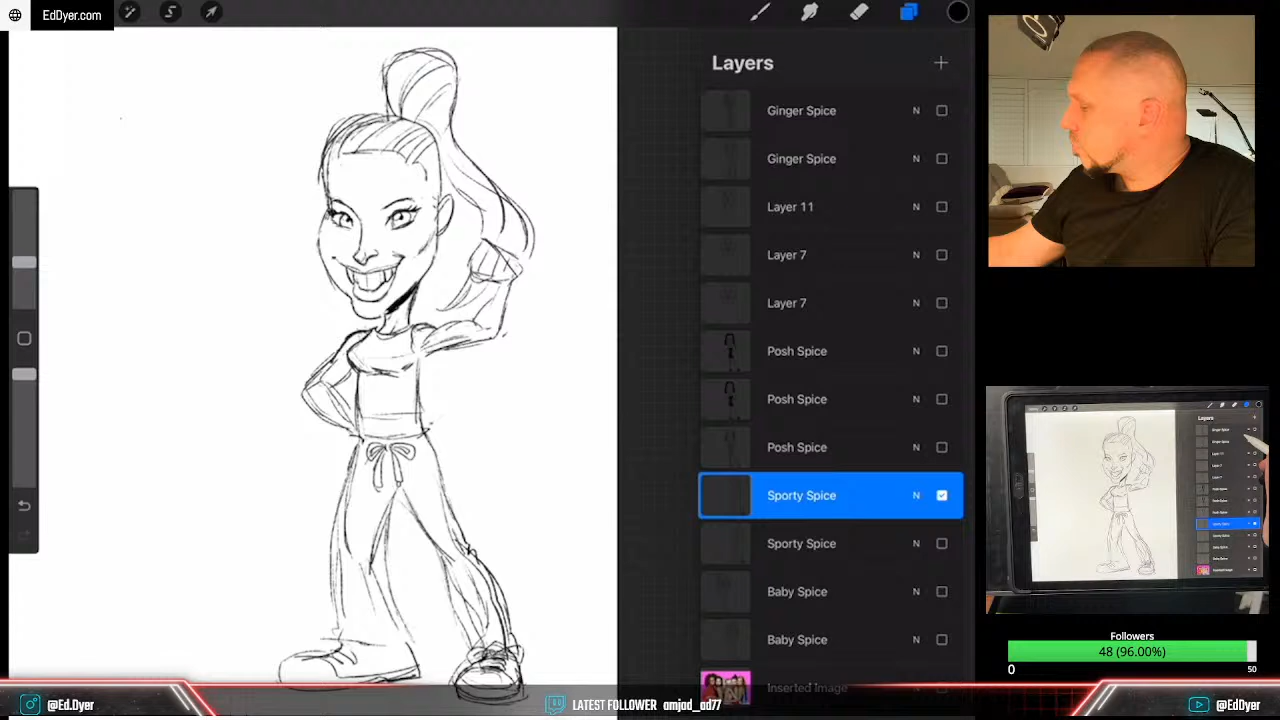 EdDyer.com
Layers
Ginger Spice N
Ginger Spice N
Layer 11 N
Layer 7 N
Layer 7 N
Posh Spice N
Posh Spice N
Posh Spice N
Sporty Spice N
Sporty Spice N
Baby Spice N
Baby Spice N
Inserted Image
Layers
Followers
48 (96.00%)
0 50
@Ed.Dyer
LATEST FOLLOWER amjad_ad77
@EdDyer